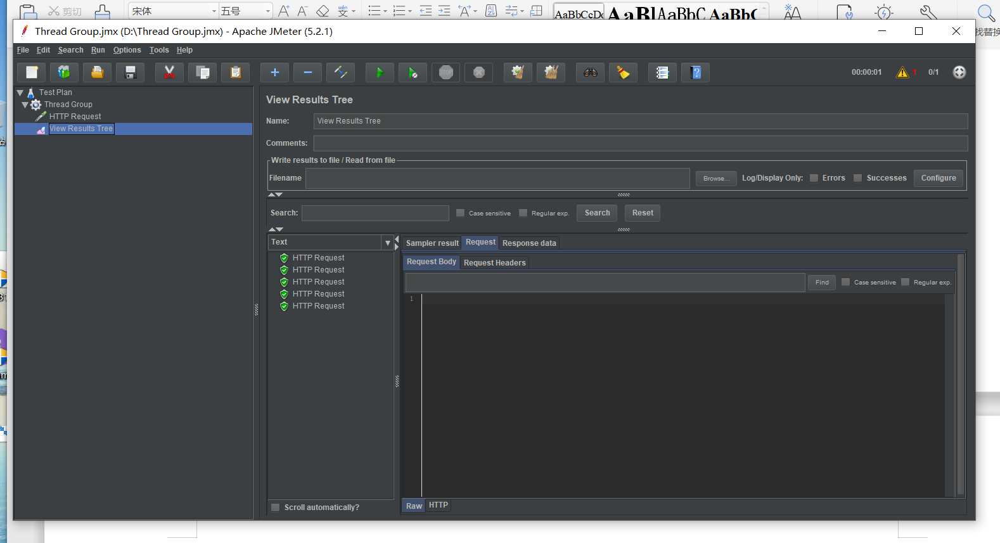 剪切
宋体
五号
wén
文
AaBbCcDc
AaBl
AaBbC
AaBbC
找替换
Thread Group.jmx (D:\Thread Group.jmx) - Apache JMeter (5.2.1)
File Edit Search Run Options Tools Help
STOP
00:00:01
1
0/1
Test Plan
Thread Group
HTTP Request
View Results Tree
View Results Tree
Name: View Results Tree
Comments:
Write results to file / Read from file
Filename
Browse...
Log/Display Only:
Errors
Successes
Configure
Search:
Case sensitive
Regular exp.
Search
Reset
Text
HTTP Request
HTTP Request
HTTP Request
HTTP Request
HTTP Request
Scroll automatically?
Sampler result
Request
Response data
Request Body
Request Headers
Find
Case sensitive
Regular exp.
1
Raw
HTTP